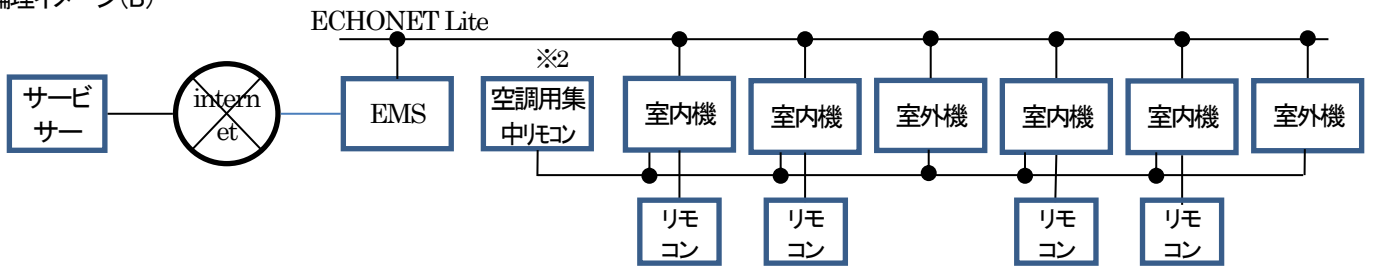 論理イメージ(B)
ECHONET Lite
※2
サービ
サー
intern
et
EMS
空調用集
中リモコン
室内機
室内機
室外機
室内機
室内機
室外機
リモ
コン
リモ
コン
リモ
コン
リモ
コン